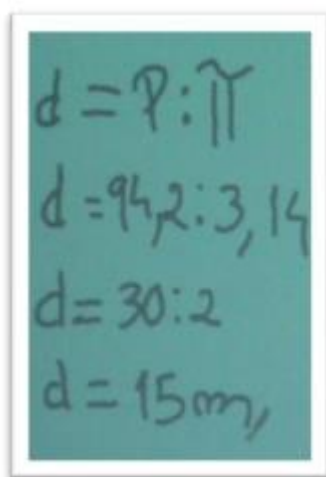 d = P : π
d = 94,2 : 3,14
d = 30 : 2
d = 15 m,